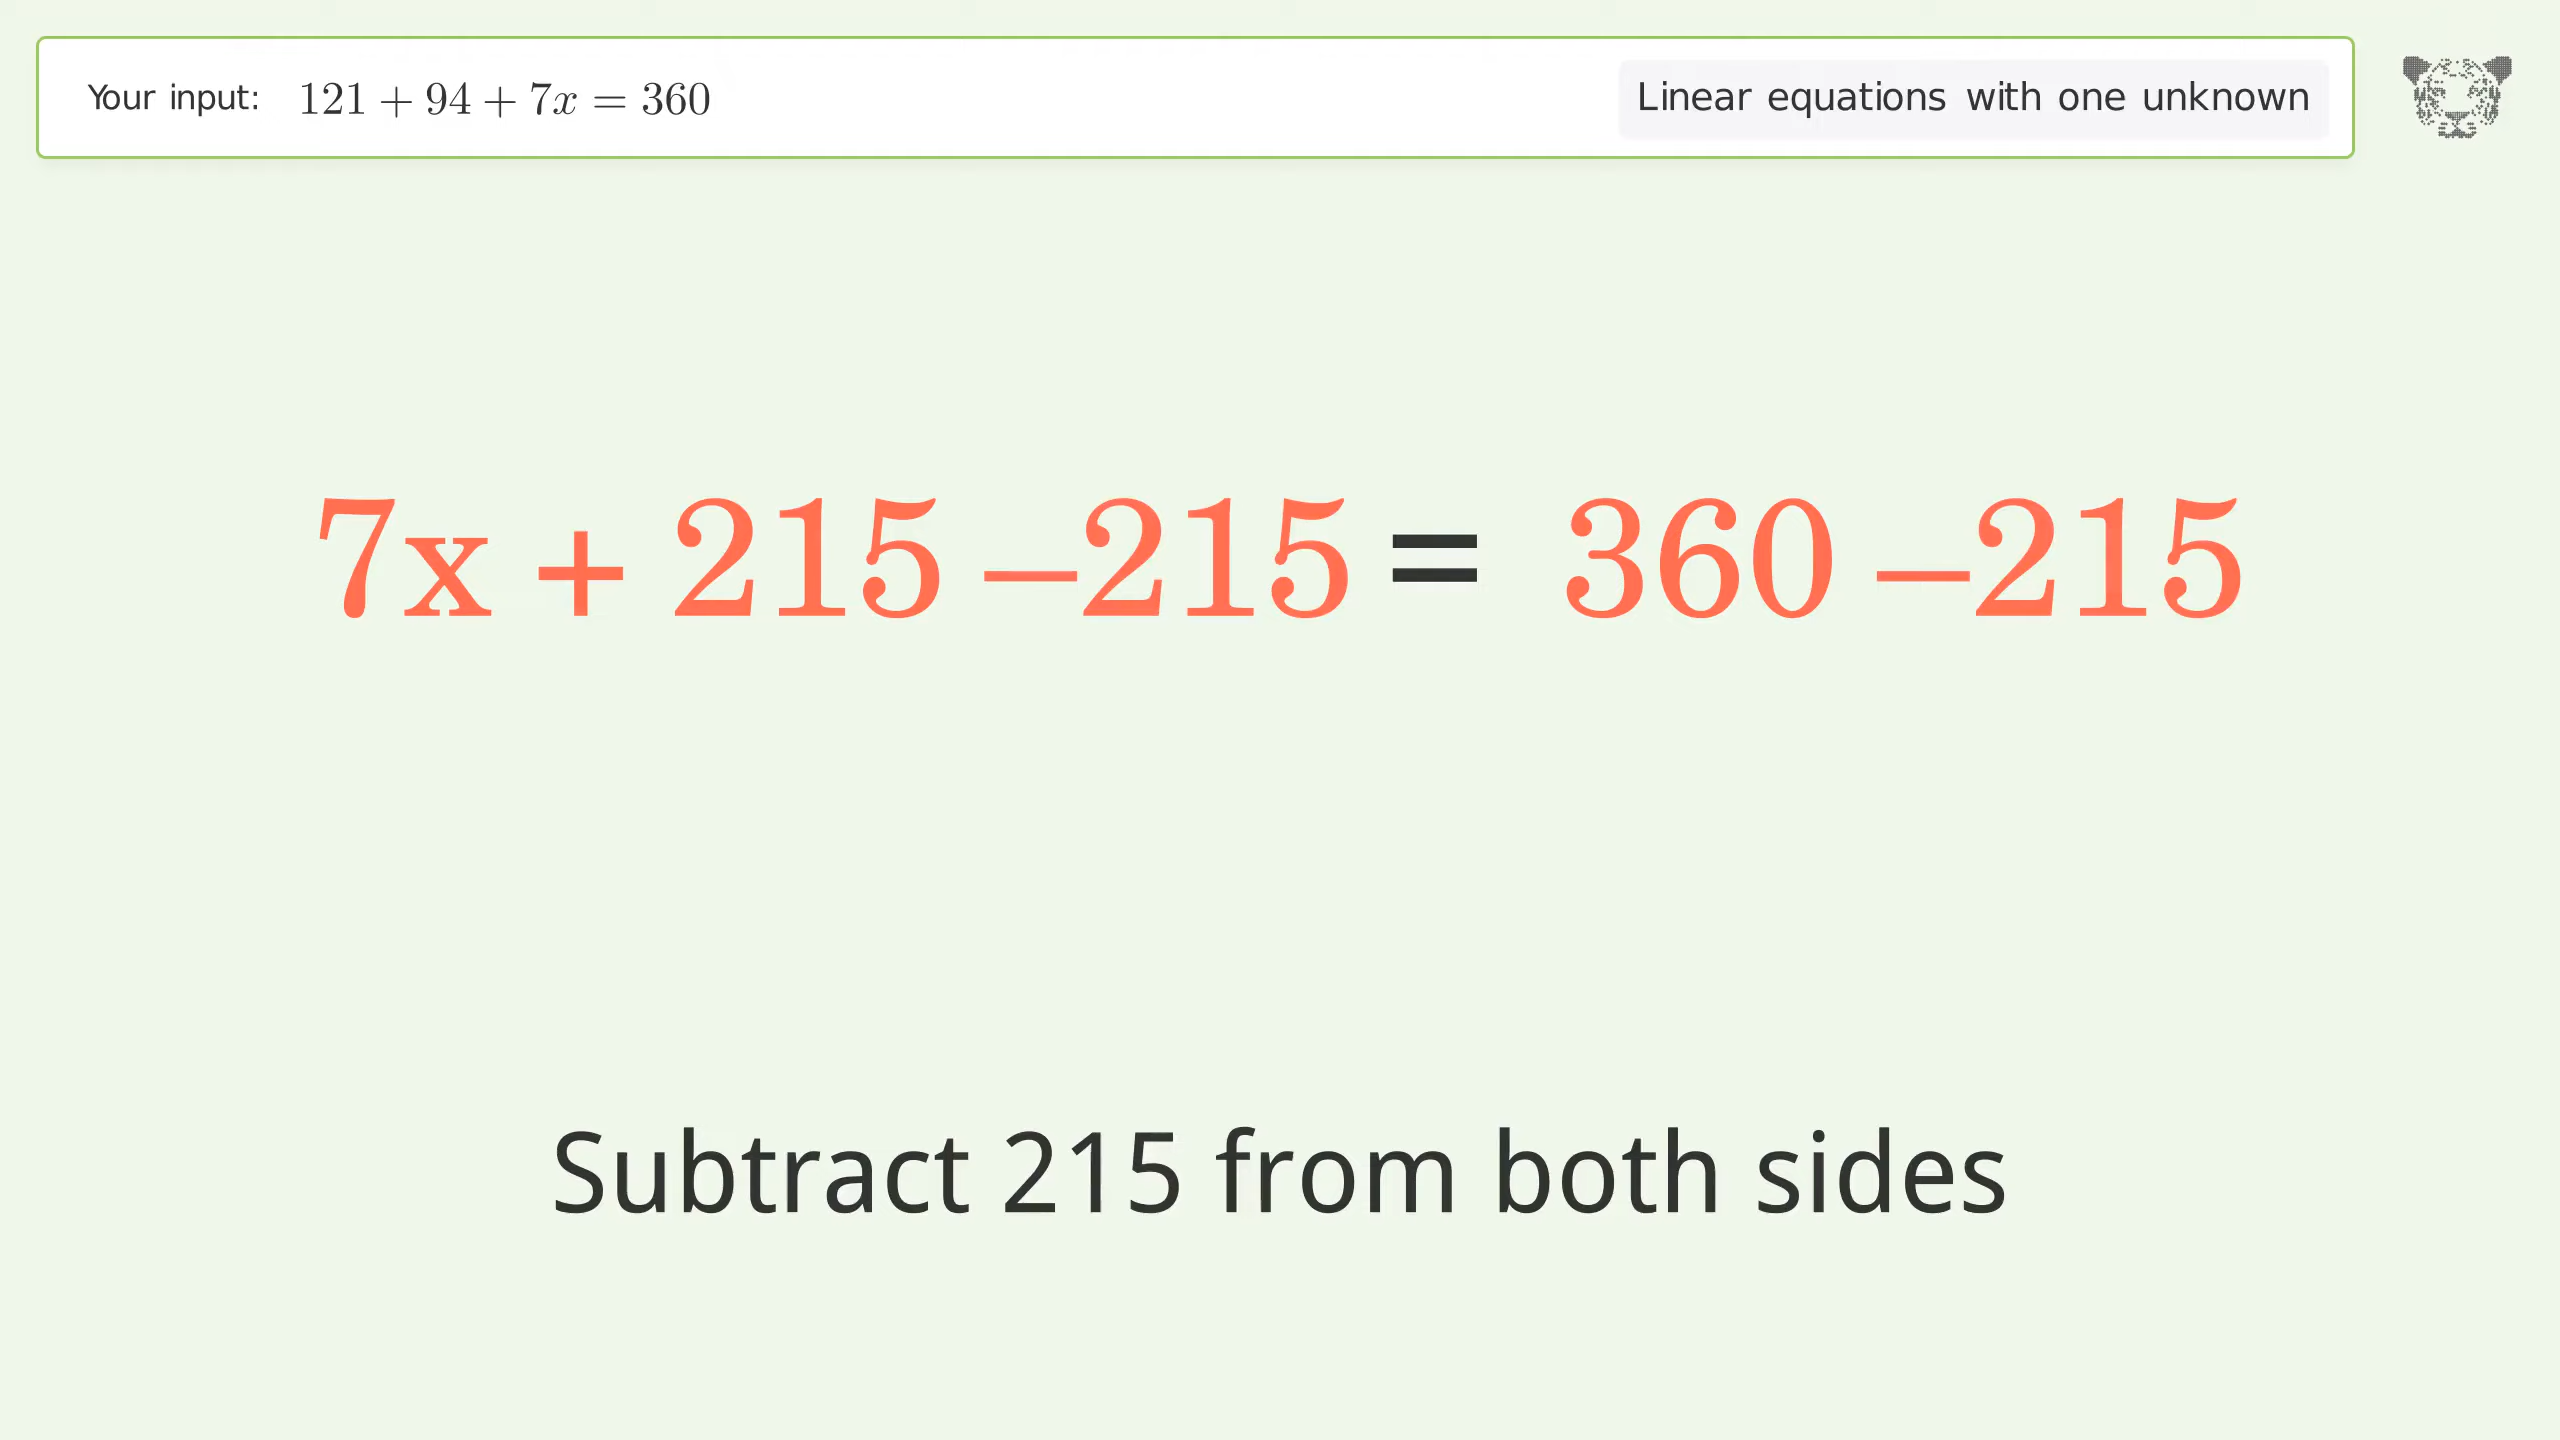 Your input: 121 + 94 + 7x = 360 Linear equations with one unknown
7x + 215 –215 = 360 –215
Subtract 215 from both sides